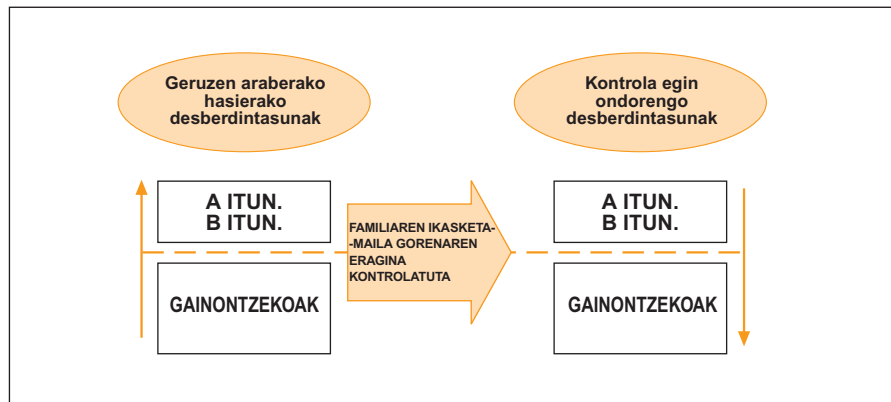 Geruzen araberako
hasierako
desberdintasunak
Kontrola egin
ondorengo
desberdintasunak
A ITUN.
B ITUN.
GAINONTZEKOAK
FAMILIAREN IKASKETA-
-MAILA GORENAREN
ERAGINA
KONTROLATUTA
A ITUN.
B ITUN.
GAINONTZEKOAK